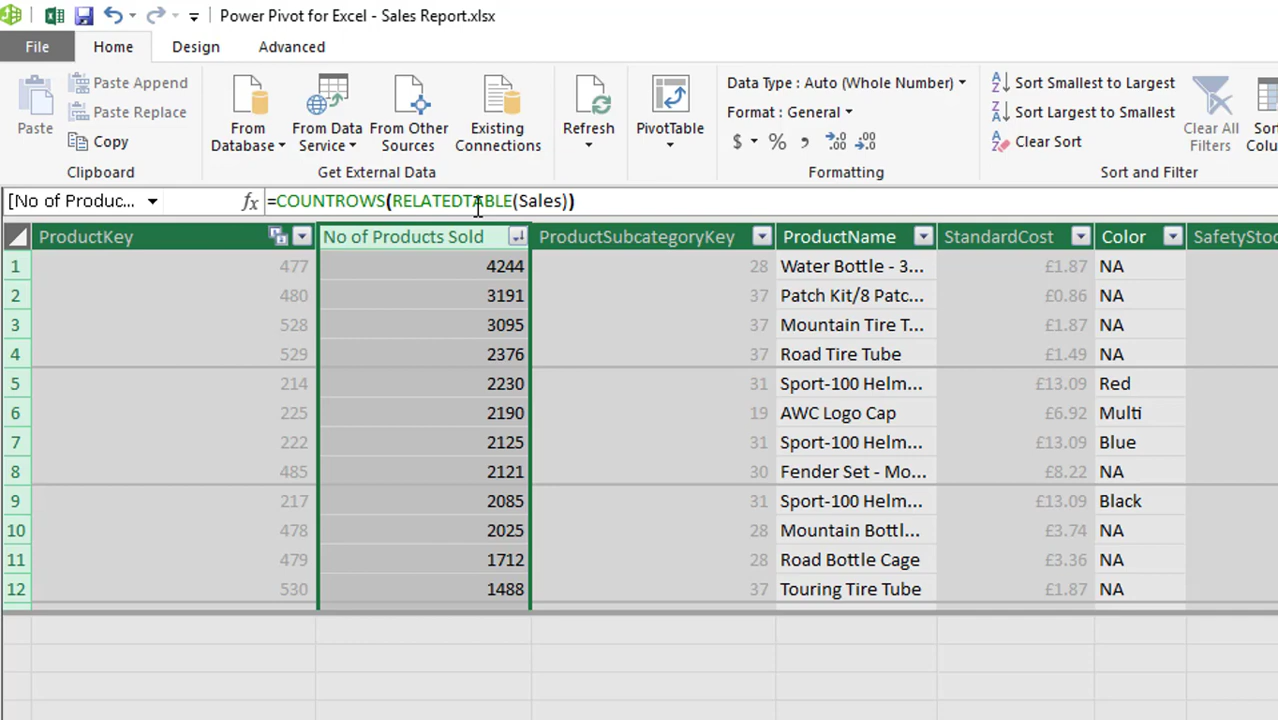 Power Pivot for Excel - Sales Report.xlsx
File Home Design Advanced
Paste
Paste Append
Paste Replace
Copy
Clipboard
From Database
From Data Service
From Other Sources
Existing Connections
Get External Data
Refresh
PivotTable
Data Type : Auto (Whole Number)
Format : General
$ % , .00
Formatting
Sort Smallest to Largest
Sort Largest to Smallest
Clear Sort
Clear All Filters
Sort and Filter
[No of Produc... fx =COUNTROWS(RELATEDTABLE(Sales))
ProductKey No of Products Sold ProductSubcategoryKey ProductName StandardCost Color SafetyStoc
1 477 4244 28 Water Bottle - 3... £1.87 NA
2 480 3191 37 Patch Kit/8 Patc... £0.86 NA
3 528 3095 37 Mountain Tire T... £1.87 NA
4 529 2376 37 Road Tire Tube £1.49 NA
5 214 2230 31 Sport-100 Helm... £13.09 Red
6 225 2190 19 AWC Logo Cap £6.92 Multi
7 222 2125 31 Sport-100 Helm... £13.09 Blue
8 485 2121 30 Fender Set - Mo... £8.22 NA
9 217 2085 31 Sport-100 Helm... £13.09 Black
10 478 2025 28 Mountain Bottl... £3.74 NA
11 479 1712 28 Road Bottle Cage £3.36 NA
12 530 1488 37 Touring Tire Tube £1.87 NA